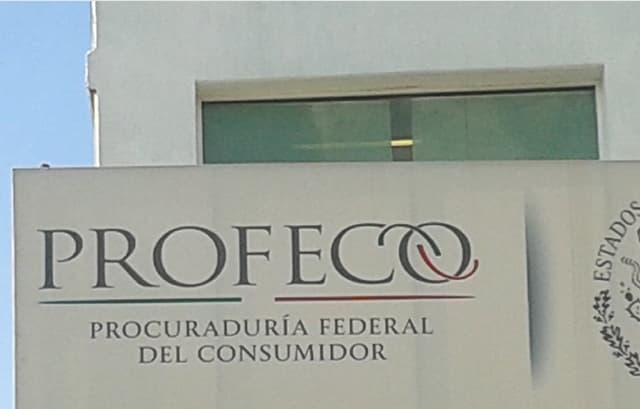 PROFECO
PROCURADURÍA FEDERAL
DEL CONSUMIDOR
ESTADOS